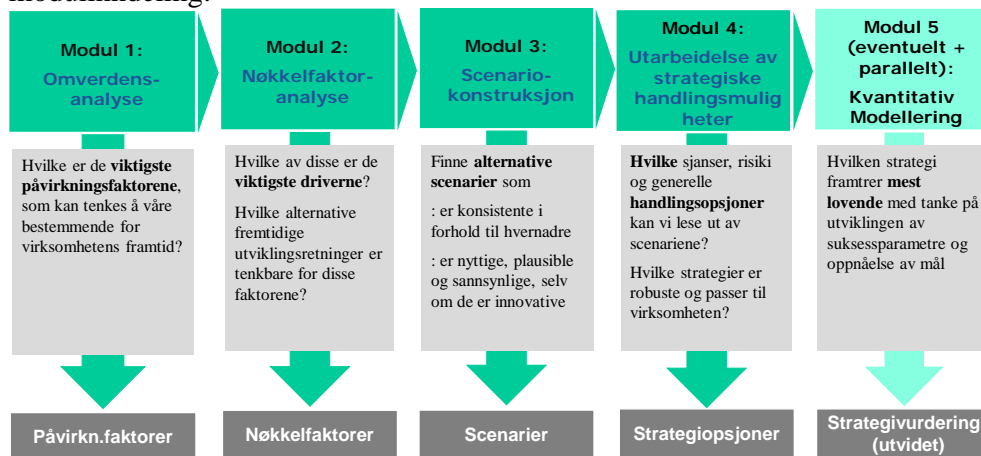 modulinndeling:
Modul 1:
Omverdens-
analyse
Modul 2:
Nøkkelfaktor-
analyse
Modul 3:
Scenario-
konstruksjon
Modul 4:
Utarbeidelse av
strategiske
handlingsmulig
heter
Modul 5
(eventuelt +
parallelt):
Kvantitativ
Modellering
Hvilke er de viktigste
påvirkningsfaktorene,
som kan tenkes å våre
bestemmende for
virksomhetens framtid?
Hvilke av disse er de
viktigste driverne?
Hvilke alternative
fremtidige
utviklingsretninger er
tenkbare for disse
faktorene?
Finne alternative
scenarier som
: er konsistente i
forhold til hvernadre
: er nyttige, plausible
og sannsynlige, selv
om de er innovative
Hvilke sjanser, risiki
og generelle
handlingsopsjoner
kan vi lese ut av
scenariene?
Hvilke strategier er
robuste og passer til
virksomheten?
Hvilken strategi
framtrer mest
lovende med tanke på
utviklingen av
suksessparametre og
oppnåelse av mål
Påvirkn.faktorer
Nøkkelfaktorer
Scenarier
Strategiopsjoner
Strategivurdering
(utvidet)